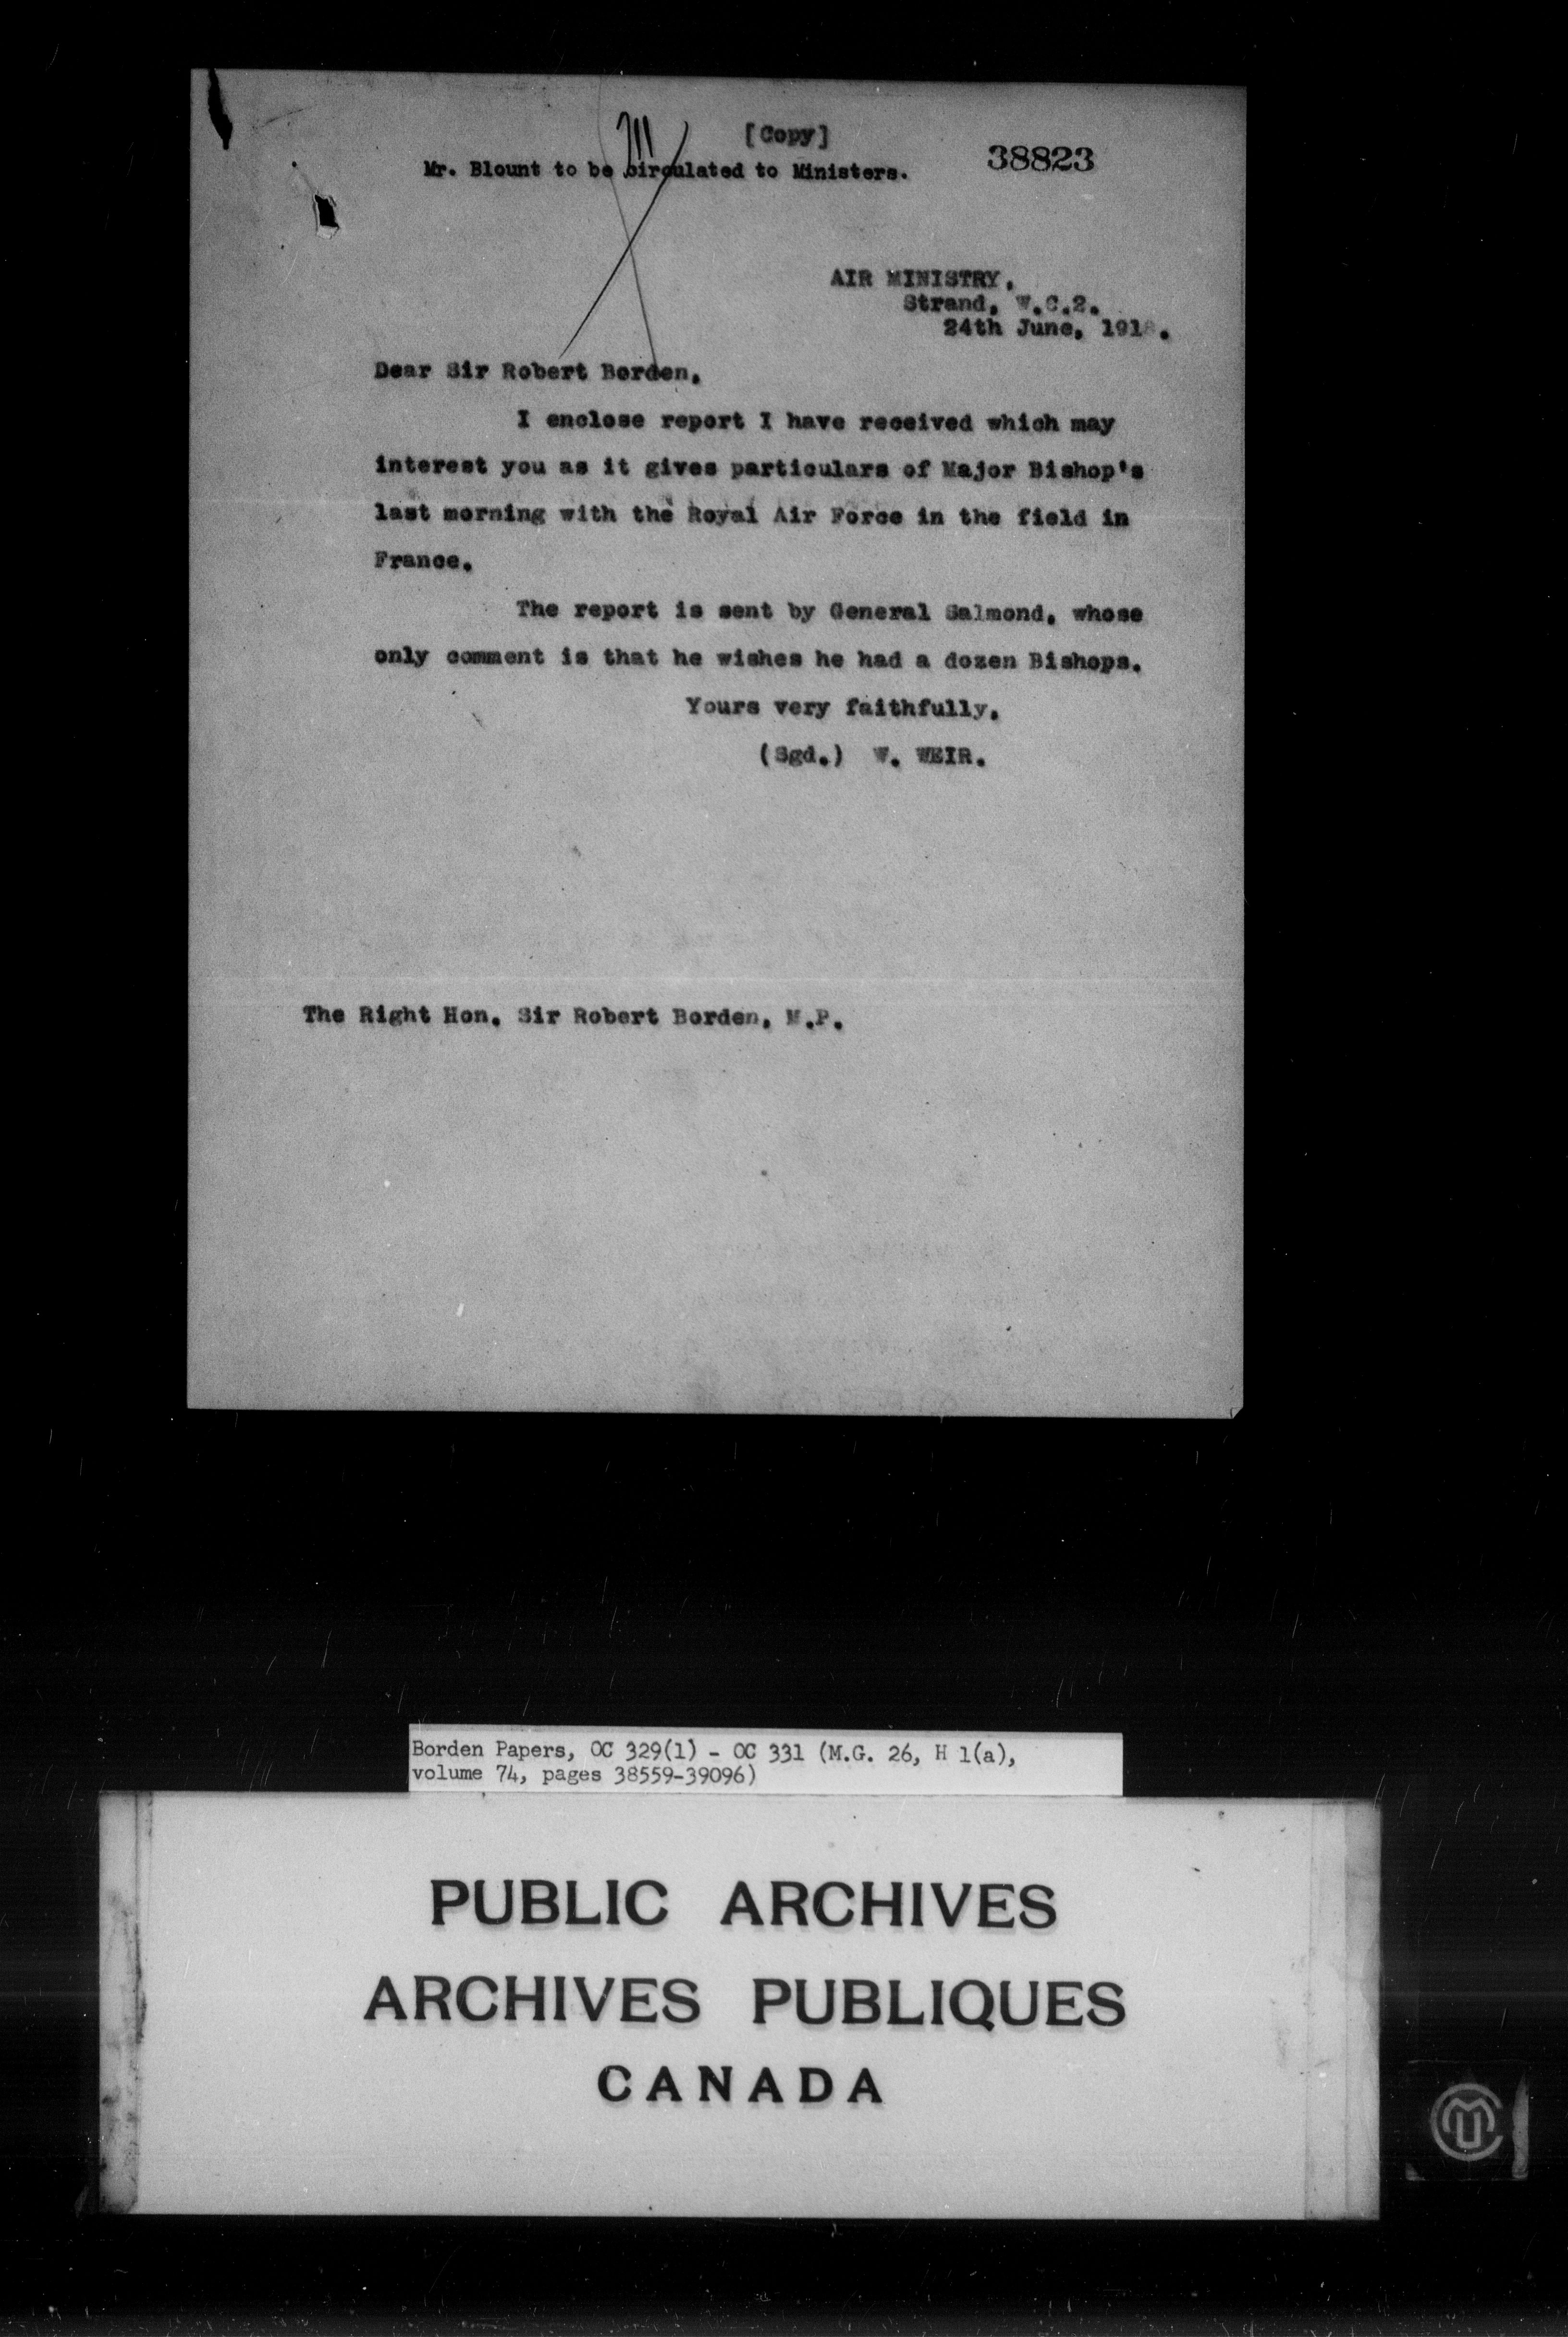 [Copy]
38823
Mr. Blount to be circulated to Ministers.
AIR MINISTRY,
Strand, W.C.2.
24th June, 1918.
Dear Sir Robert Borden,
I enclose report I have received which may
interest you as it gives particulars of Major Bishop's
last morning with the Royal Air Force in the field in
France.
The report is sent by General Salmond, whose
only comment is that he wishes he had a dozen Bishops.
Yours very faithfully,
(Sgd.) W. WEIR.
The Right Hon. Sir Robert Borden, M.P.
Borden Papers, OC 329(1) - OC 331 (M.G. 26, H 1(a),
volume 74, pages 38559-39096)
PUBLIC ARCHIVES
ARCHIVES PUBLIQUES
CANADA